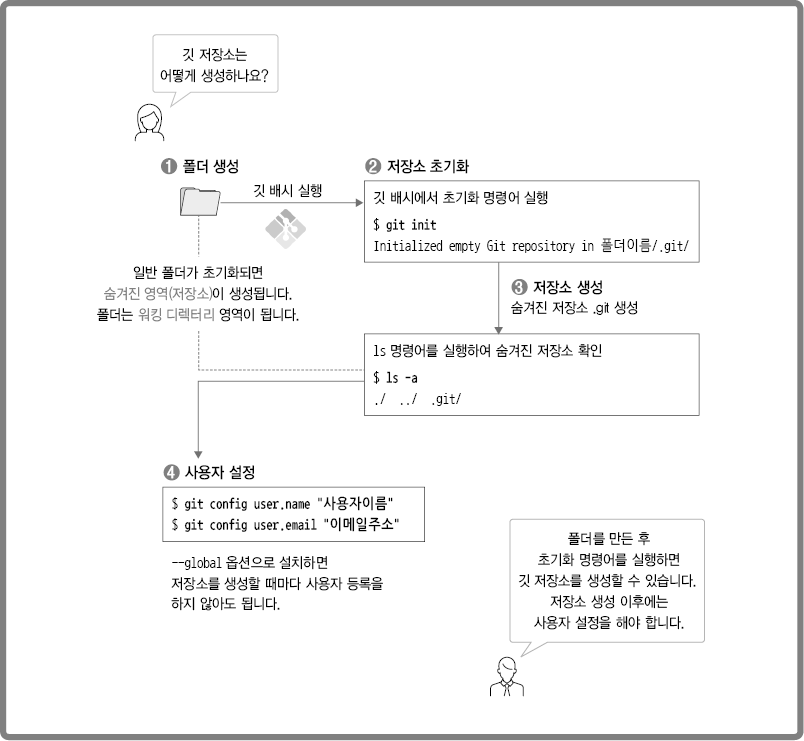 깃 저장소는
어떻게 생성하나요?
1 폴더 생성
깃 배시 실행
2 저장소 초기화
깃 배시에서 초기화 명령어 실행
$ git init
Initialized empty Git repository in 폴더이름/.git/
일반 폴더가 초기화되면
숨겨진 영역(저장소)이 생성됩니다.
폴더는 워킹 디렉터리 영역이 됩니다.
3 저장소 생성
숨겨진 저장소 .git 생성
ls 명령어를 실행하여 숨겨진 저장소 확인
$ ls -a
./ ../ .git/
4 사용자 설정
$ git config user.name "사용자이름"
$ git config user.email "이메일주소"
--global 옵션으로 설치하면
저장소를 생성할 때마다 사용자 등록을
하지 않아도 됩니다.
폴더를 만든 후
초기화 명령어를 실행하면
깃 저장소를 생성할 수 있습니다.
저장소 생성 이후에는
사용자 설정을 해야 합니다.